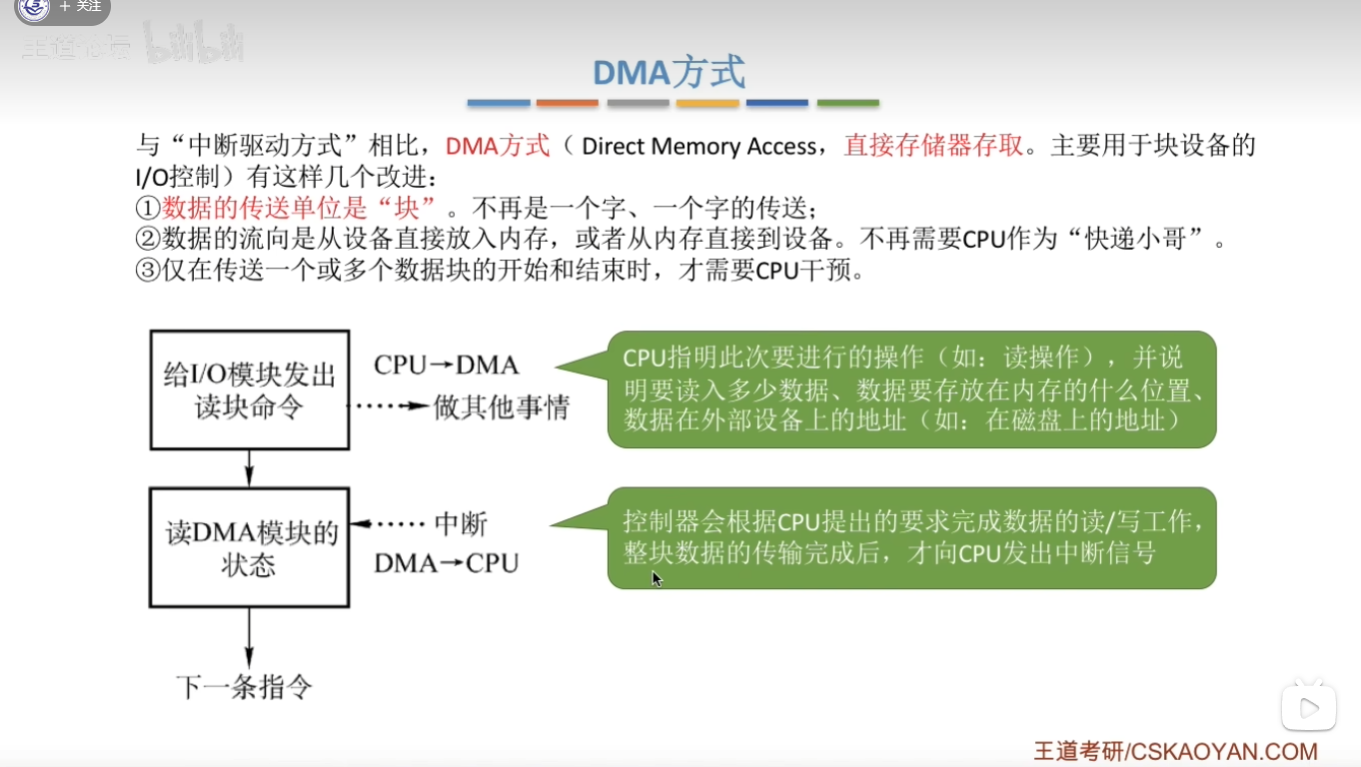 + 关注
王道论坛 bilibili
DMA方式
与“中断驱动方式”相比，DMA方式（ Direct Memory Access，直接存储器存取。主要用于块设备的
I/O控制）有这样几个改进：
①数据的传送单位是“块”。不再是一个字、一个字的传送；
②数据的流向是从设备直接放入内存，或者从内存直接到设备。不再需要CPU作为“快递小哥”。
③仅在传送一个或多个数据块的开始和结束时，才需要CPU干预。
给I/O模块发出
读块命令
CPU→DMA
做其他事情
CPU指明此次要进行的操作（如：读操作），并说
明要读入多少数据、数据要存放在内存的什么位置、
数据在外部设备上的地址（如：在磁盘上的地址）
读DMA模块的
状态
中断
DMA→CPU
控制器会根据CPU提出的要求完成数据的读/写工作，
整块数据的传输完成后，才向CPU发出中断信号
下一条指令
王道考研/CSKAOYAN.COM